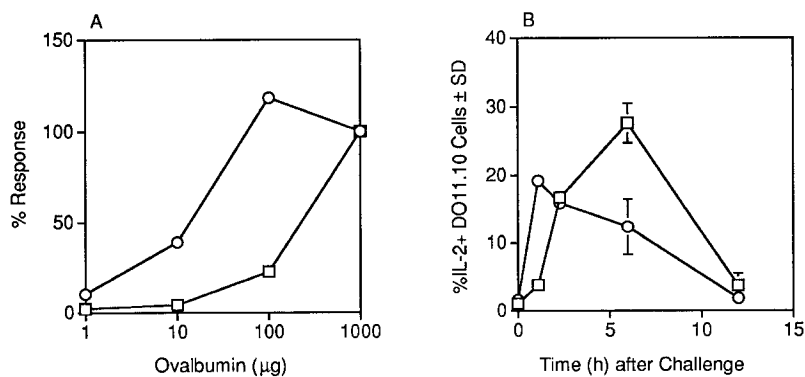 A
150
100
50
0
% Response
1
10
100
1000
Ovalbumin (µg)
B
40
30
20
10
0
%IL-2+ DO11.10 Cells ± SD
0
5
10
15
Time (h) after Challenge